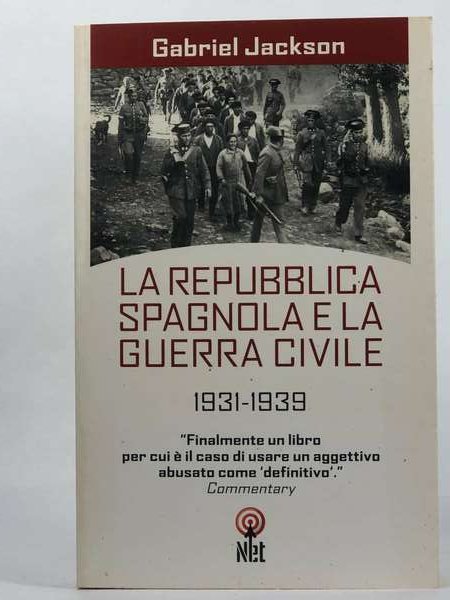 Gabriel Jackson
LA REPUBBLICA
SPAGNOLA E LA
GUERRA CIVILE
1931-1939
"Finalmente un libro
per cui è il caso di usare un aggettivo
abusato come 'definitivo'."
Commentary
Net